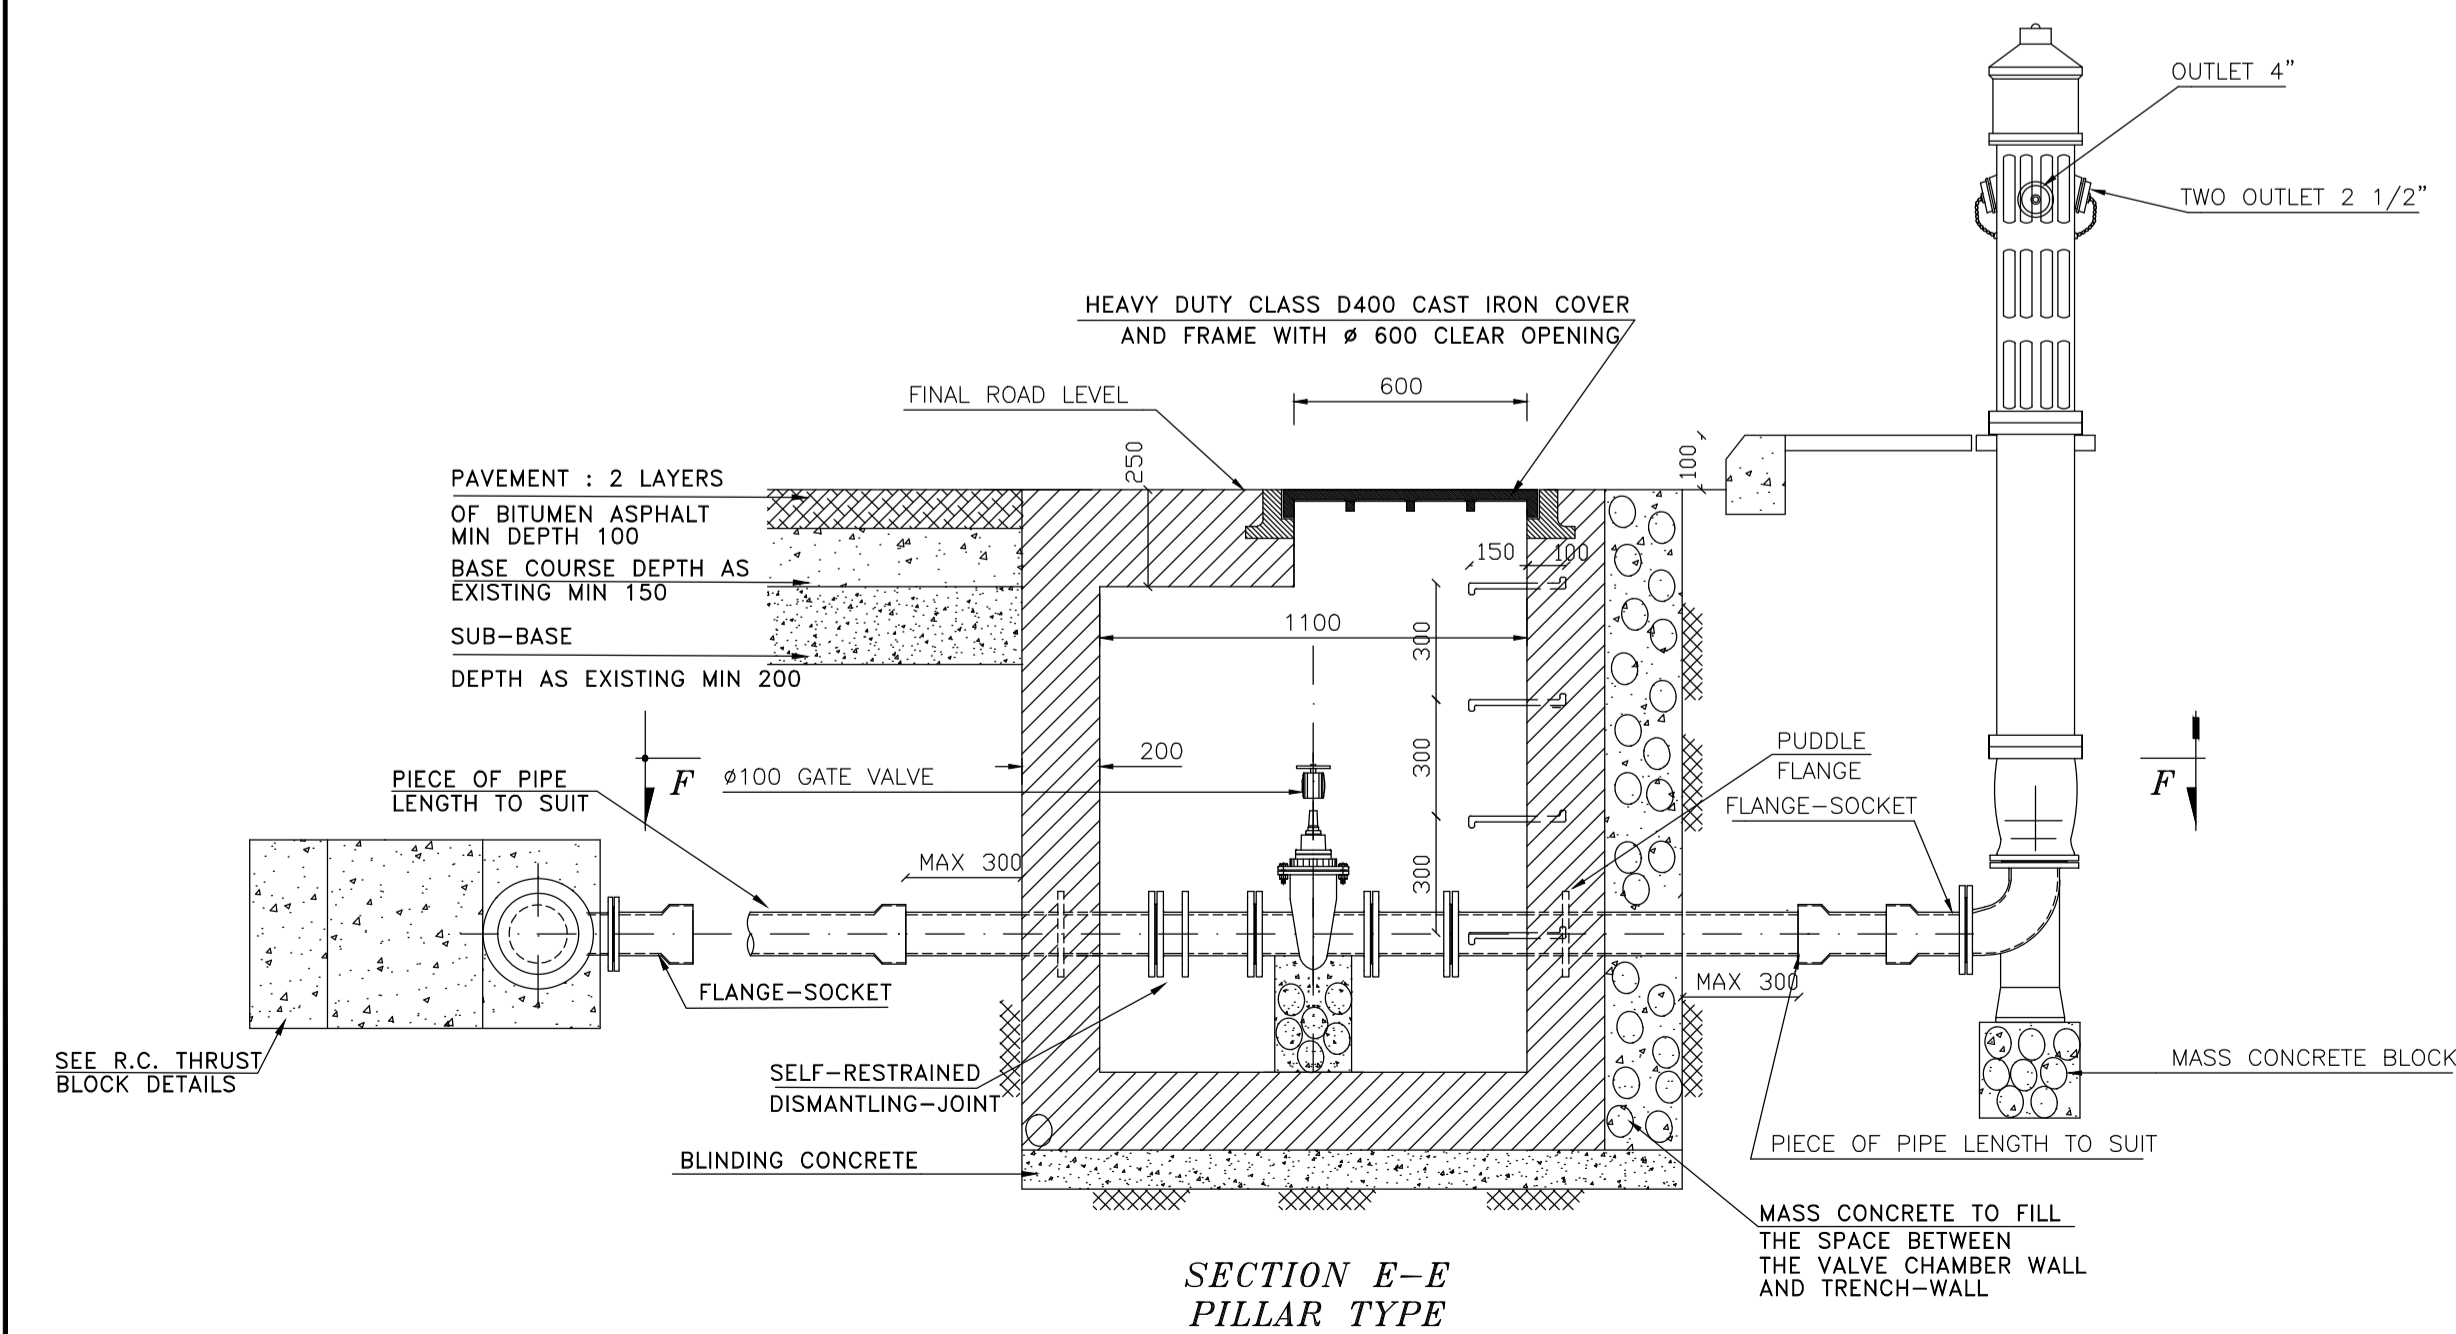 OUTLET 4"
TWO OUTLET 2 1/2"
HEAVY DUTY CLASS D400 CAST IRON COVER
AND FRAME WITH ø 600 CLEAR OPENING
600
FINAL ROAD LEVEL
250
100
PAVEMENT : 2 LAYERS
OF BITUMEN ASPHALT
MIN DEPTH 100
BASE COURSE DEPTH AS
EXISTING MIN 150
SUB-BASE
DEPTH AS EXISTING MIN 200
150
100
1100
300
300
300
200
PUDDLE
FLANGE
FLANGE-SOCKET
F
F
ø100 GATE VALVE
PIECE OF PIPE
LENGTH TO SUIT
MAX 300
FLANGE-SOCKET
MAX 300
SEE R.C. THRUST
BLOCK DETAILS
SELF-RESTRAINED
DISMANTLING-JOINT
MASS CONCRETE BLOCK
BLINDING CONCRETE
PIECE OF PIPE LENGTH TO SUIT
MASS CONCRETE TO FILL
THE SPACE BETWEEN
THE VALVE CHAMBER WALL
AND TRENCH-WALL
SECTION E-E
PILLAR TYPE